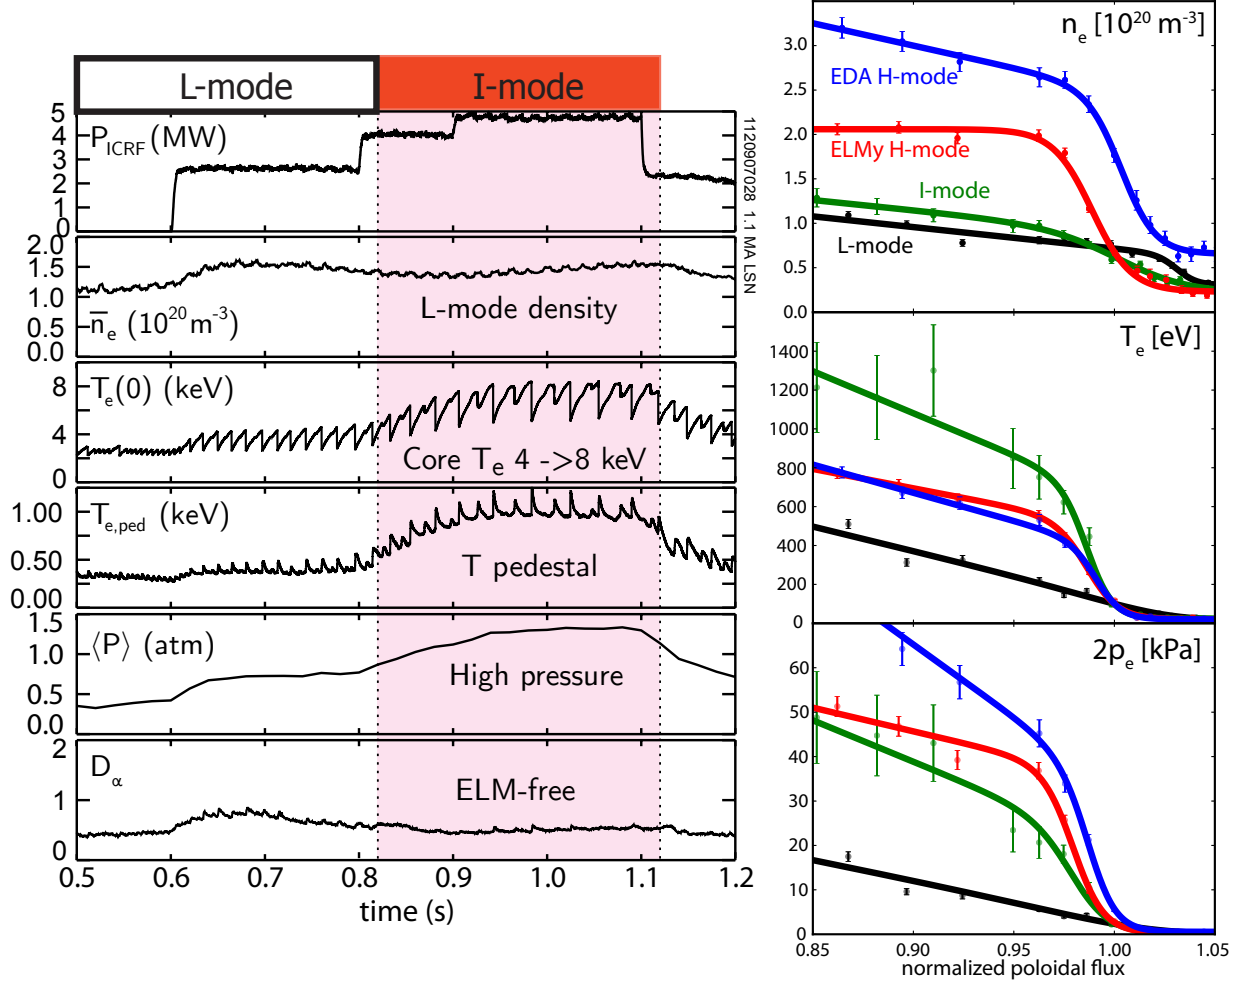 L-mode
I-mode
P_ICRF (MW)
5
4
3
2
1
0
2.0
1.5
1.0
0.5
0.0
n̅_e (10^20 m^-3)
L-mode density
T_e(0) (keV)
8
4
0
Core T_e 4 ->8 keV
T_e,ped (keV)
1.00
0.50
0.00
T pedestal
⟨P⟩ (atm)
1.5
1.0
0.5
0.0
High pressure
D_α
2
1
0
ELM-free
0.5 0.6 0.7 0.8 0.9 1.0 1.1 1.2
time (s)
1120907028 1.1 MA LSN
n_e [10^20 m^-3]
3.0
2.5
2.0
1.5
1.0
0.5
0.0
EDA H-mode
ELMy H-mode
I-mode
L-mode
T_e [eV]
1400
1200
1000
800
600
400
200
0
2p_e [kPa]
60
50
40
30
20
10
0
0.85 0.90 0.95 1.00 1.05
normalized poloidal flux